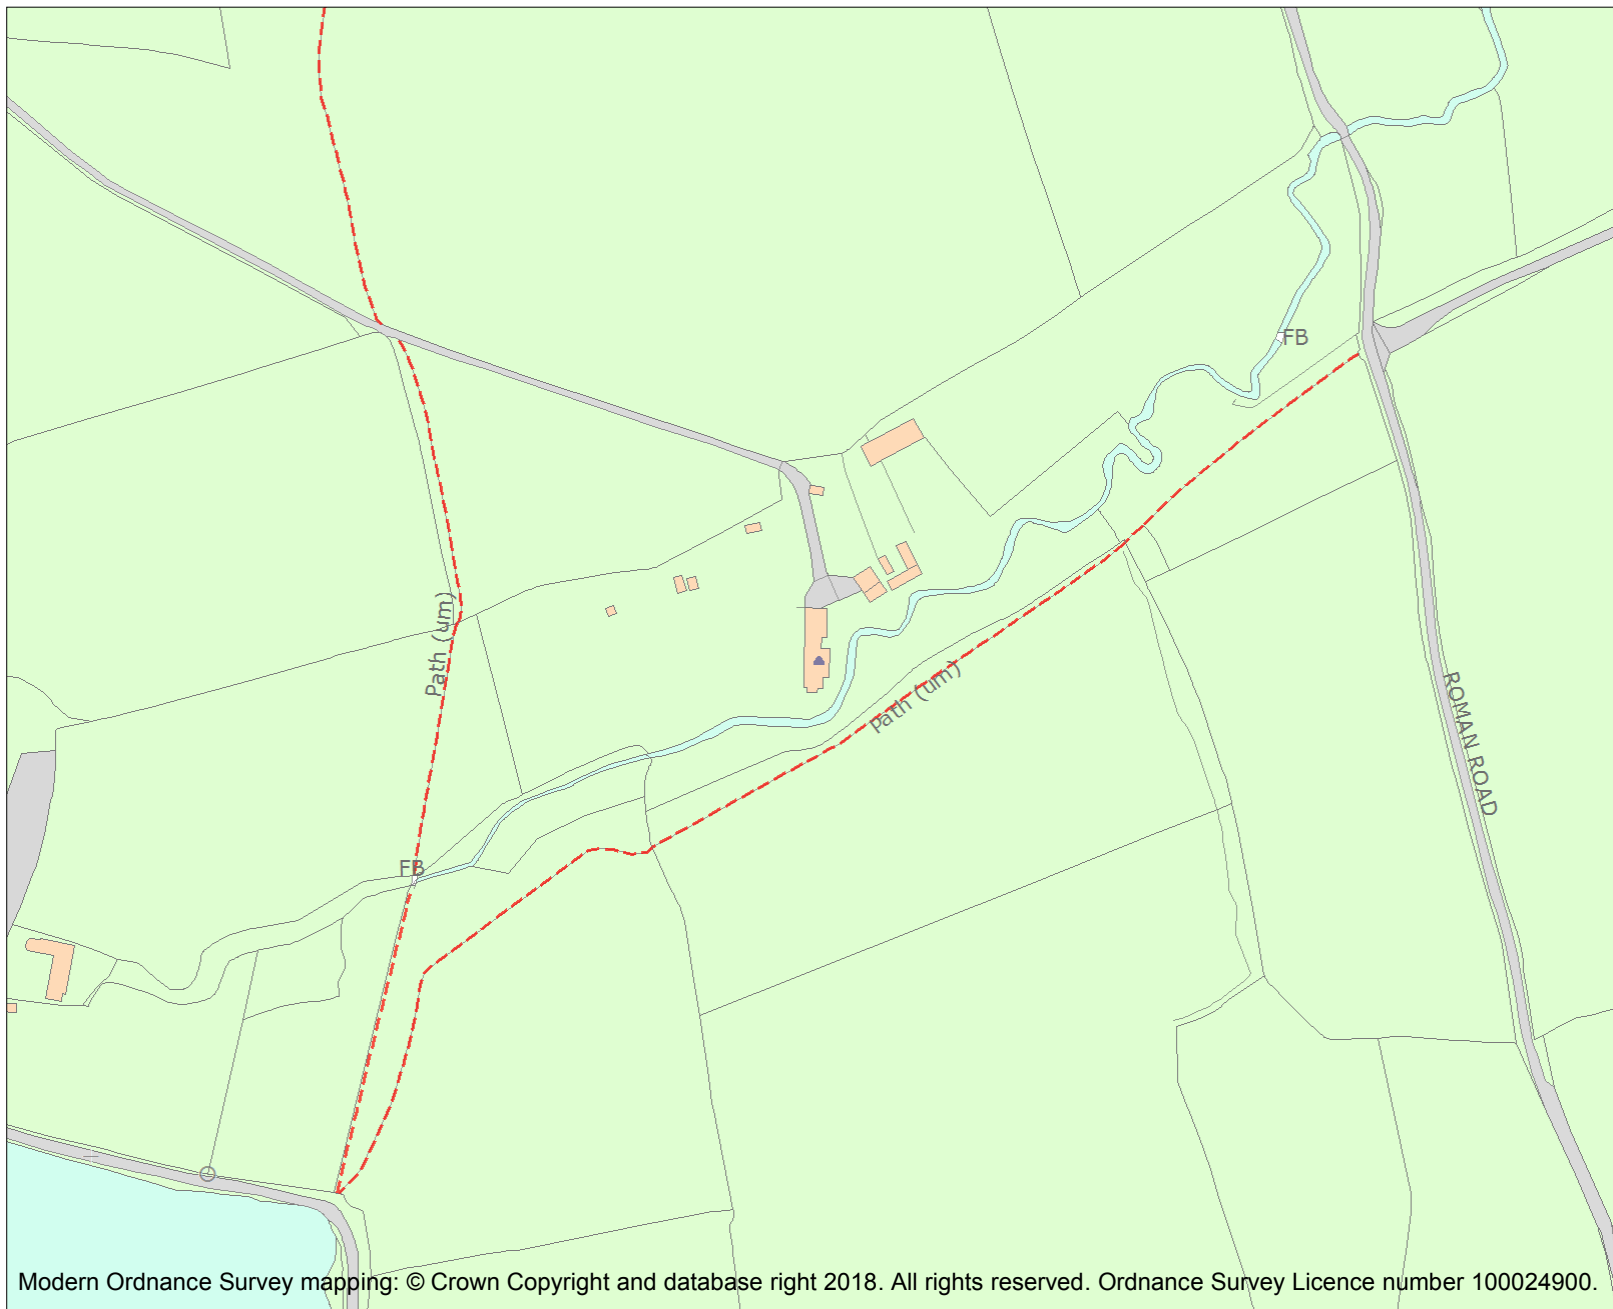 FB
Path (um)
Path (um)
ROMAN ROAD
FB
Modern Ordnance Survey mapping: © Crown Copyright and database right 2018. All rights reserved. Ordnance Survey Licence number 100024900.